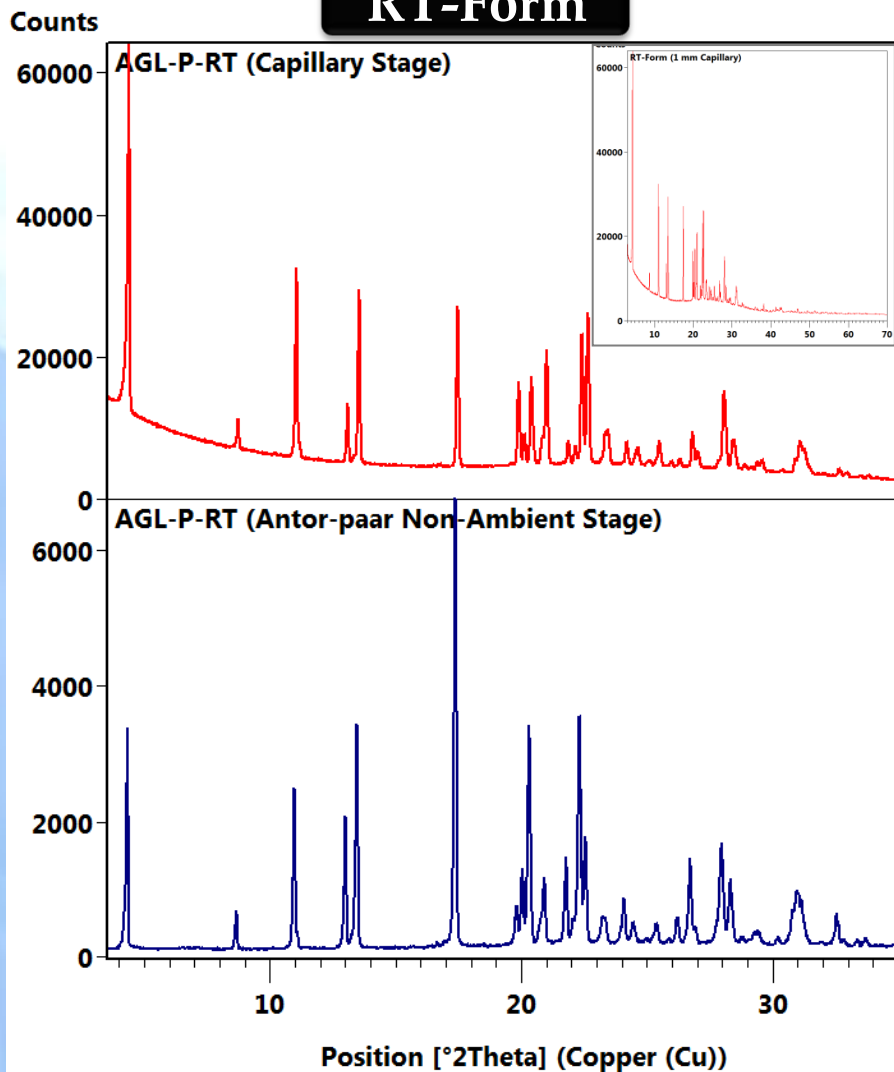 RT-Form
Counts
AGL-P-RT (Capillary Stage)
60000
40000
20000
0
RT-Form (1 mm Capillary)
60000
40000
20000
0
10 20 30 40 50 60 70
AGL-P-RT (Antor-paar Non-Ambient Stage)
6000
4000
2000
0
10 20 30
Position [°2Theta] (Copper (Cu))